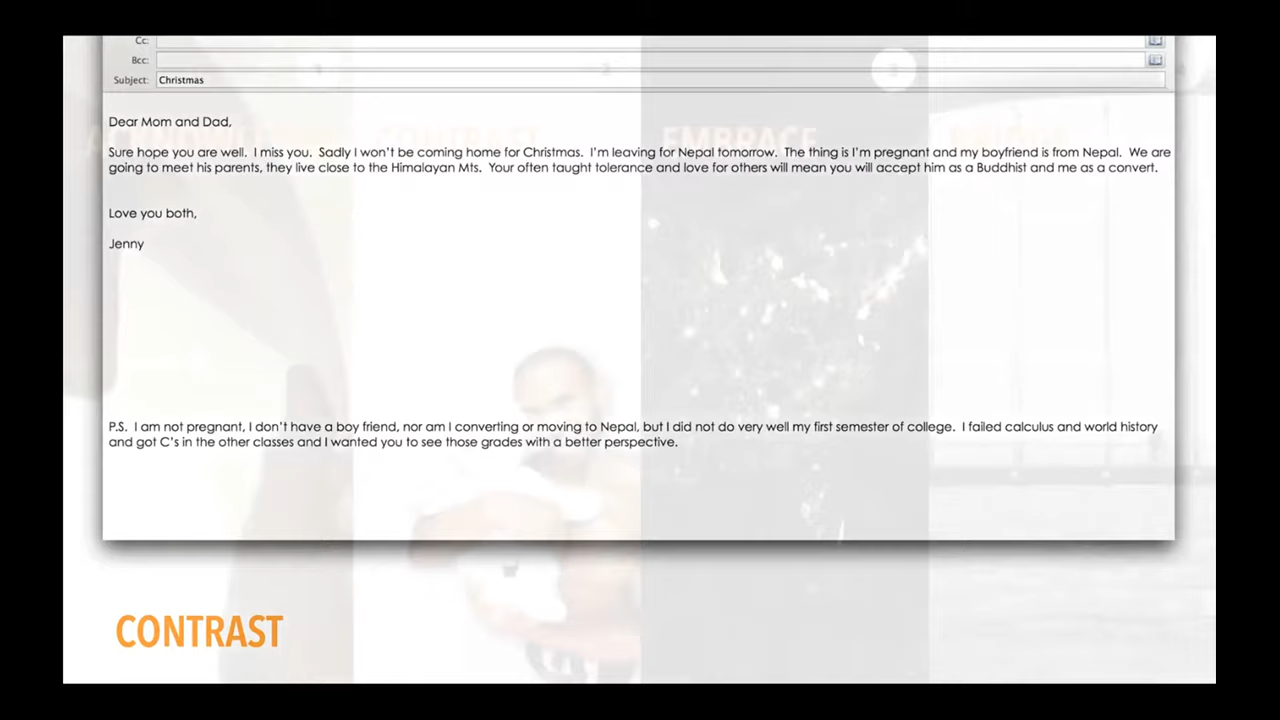 Cc:
Bcc:
Subject: Christmas
CONTRAST
EMBRACE
Dear Mom and Dad,
Sure hope you are well. I miss you. Sadly I won't be coming home for Christmas. I'm leaving for Nepal tomorrow. The thing is I'm pregnant and my boyfriend is from Nepal. We are
going to meet his parents, they live close to the Himalayan Mts. Your often taught tolerance and love for others will mean you will accept him as a Buddhist and me as a convert.
Love you both,
Jenny
P.S. I am not pregnant, I don't have a boy friend, nor am I converting or moving to Nepal, but I did not do very well my first semester of college. I failed calculus and world history
and got C's in the other classes and I wanted you to see those grades with a better perspective.
CONTRAST